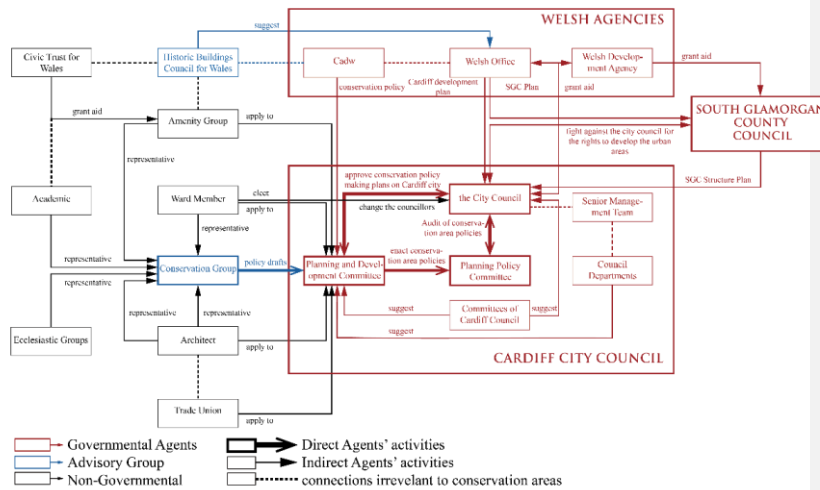 WELSH AGENCIES
suggest
Civic Trust for
Wales
Historic Buildings
Council for Wales
Cadw
Welsh Office
Welsh Develop-
ment Agency
grant aid
conservation policy
Cardiff development
plan
SGC Plan
grant aid
SOUTH GLAMORGAN
COUNTY
COUNCIL
grant aid
Amenity Group
apply to
fight against the city council for
the rights to develop the urban
areas
representative
SGC Structure Plan
approve conservation policy
making plans on Cardiff city
Academic
Ward Member
elect
apply to
change the councillors
the City Council
Senior Manage-
ment Team
representative
Audit of conserva-
tion area policies
representative
Conservation Group
policy drafts
Planning and Devel-
opment Committee
enact conserva-
tion area policies
Planning Policy
Committee
Council
Departments
representative
representative
representative
suggest
Committees of
Cardiff Council
suggest
Ecclesiastic Groups
Architect
apply to
suggest
CARDIFF CITY COUNCIL
Trade Union
apply to
Governmental Agents
Direct Agents' activities
Advisory Group
Indirect Agents' activities
Non-Governmental
connections irrevelant to conservation areas